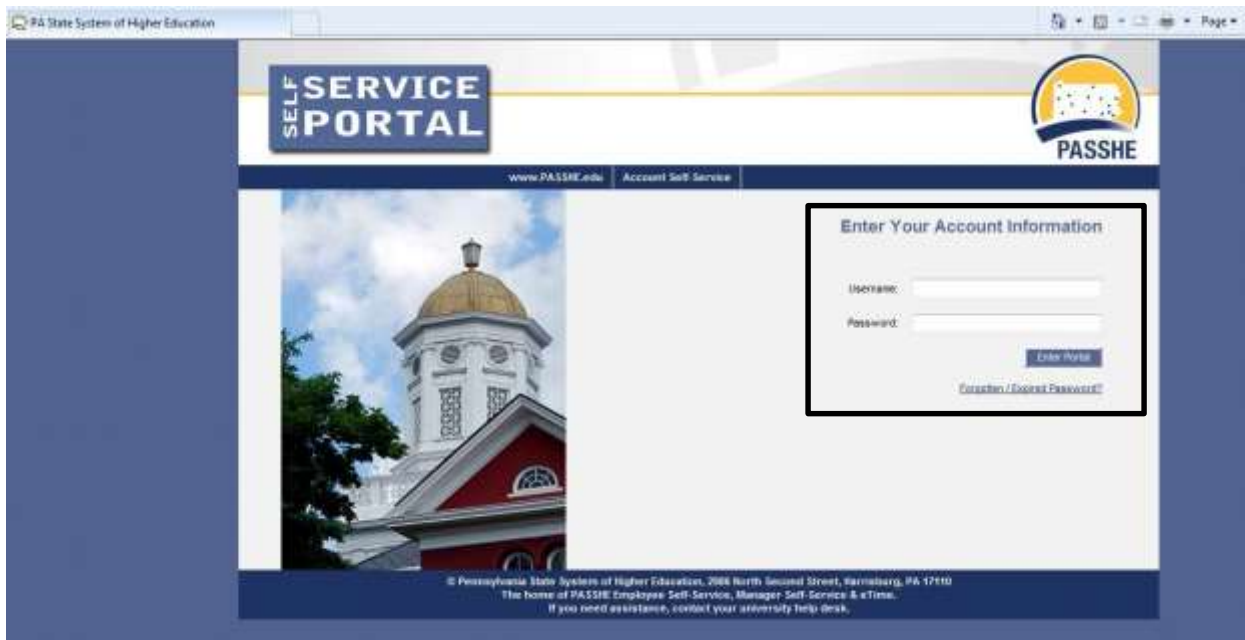 PA State System of Higher Education
Page
SELF SERVICE PORTAL
PASSHE
www.PASSHE.edu Account Self-Service
Enter Your Account Information
Username:
Password:
Enter Portal
Forgotten / Expired Password?
© Pennsylvania State System of Higher Education, 2986 North Second Street, Harrisburg, PA 17110
The home of PASSHE Employee Self-Service, Manager Self-Service & eTime.
If you need assistance, contact your university help desk.